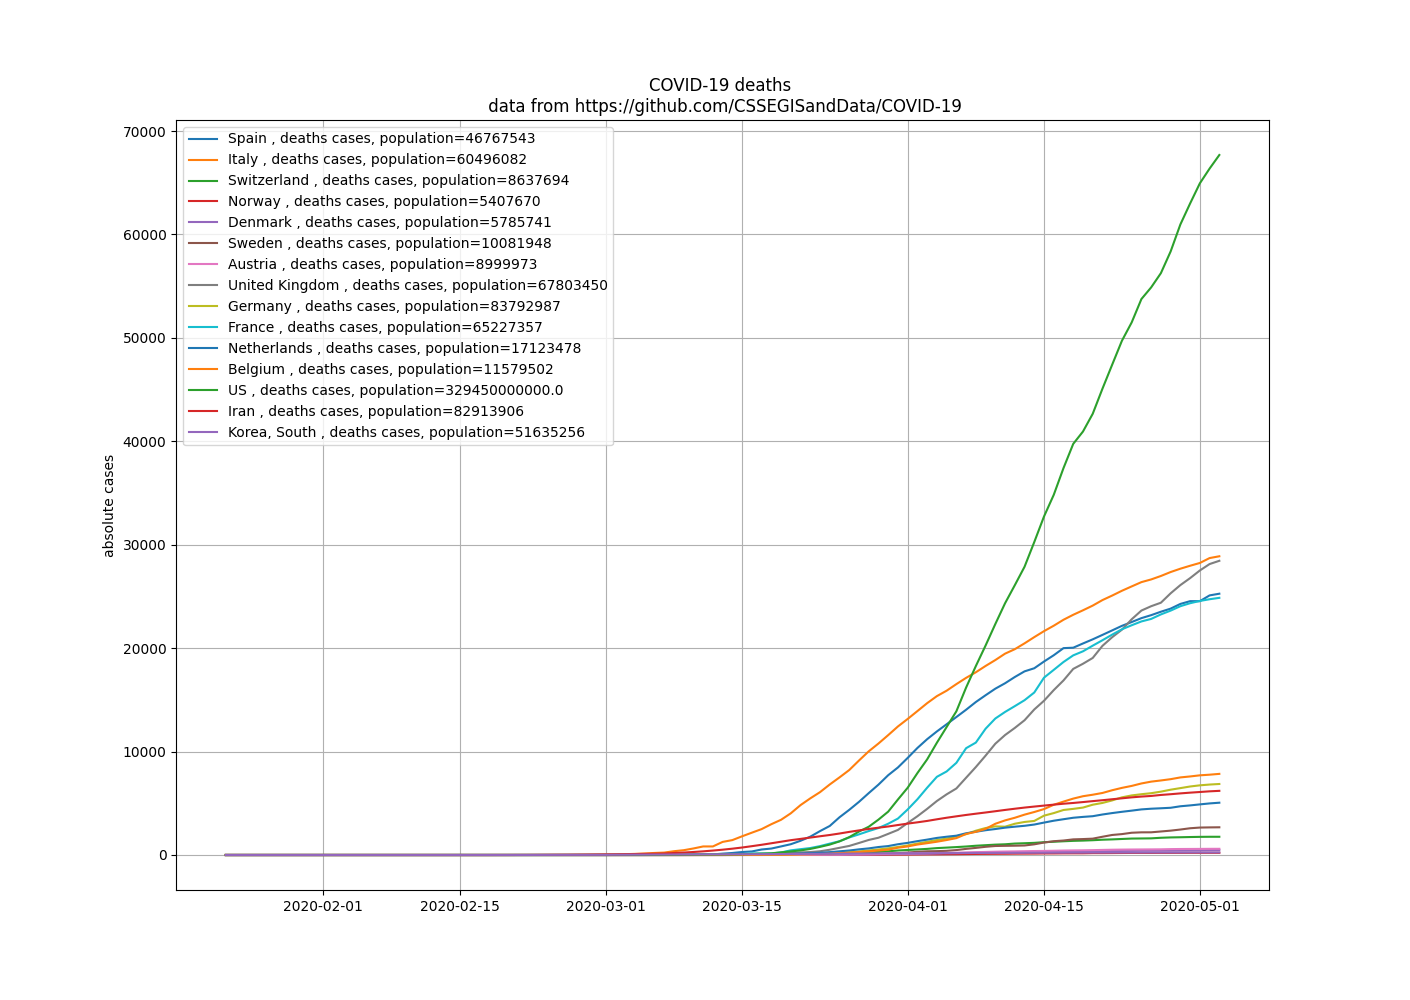 COVID-19 deaths
data from https://github.com/CSSEGISandData/COVID-19
70000
60000
50000
40000
30000
20000
10000
0
absolute cases
Spain , deaths cases, population=46767543
Italy , deaths cases, population=60496082
Switzerland , deaths cases, population=8637694
Norway , deaths cases, population=5407670
Denmark , deaths cases, population=5785741
Sweden , deaths cases, population=10081948
Austria , deaths cases, population=8999973
United Kingdom , deaths cases, population=67803450
Germany , deaths cases, population=83792987
France , deaths cases, population=65227357
Netherlands , deaths cases, population=17123478
Belgium , deaths cases, population=11579502
US , deaths cases, population=329450000000.0
Iran , deaths cases, population=82913906
Korea, South , deaths cases, population=51635256
2020-02-01 2020-02-15 2020-03-01 2020-03-15 2020-04-01 2020-04-15 2020-05-01